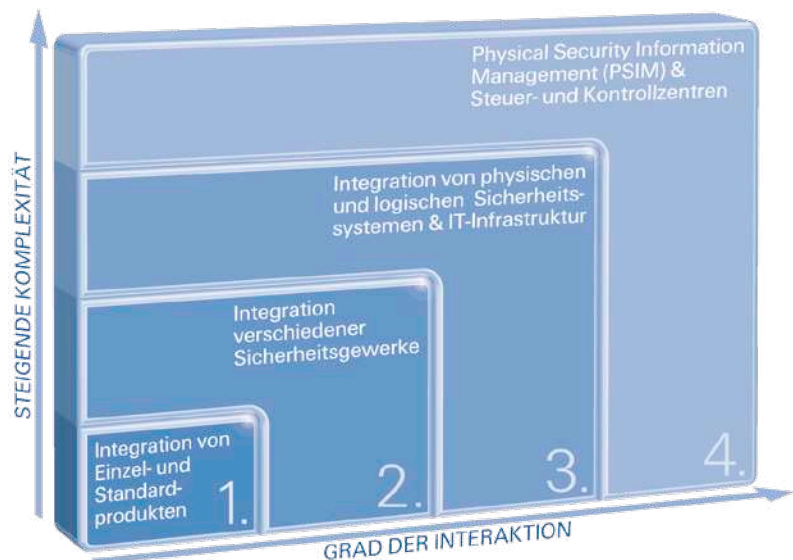 STEIGENDE KOMPLEXITÄT
Physical Security Information
Management (PSIM) &
Steuer- und Kontrollzentren
4.
Integration von physischen
und logischen Sicherheits-
systemen & IT-Infrastruktur
3.
Integration
verschiedener
Sicherheitsgewerke
2.
Integration von
Einzel- und
Standard-
produkten
1.
GRAD DER INTERAKTION